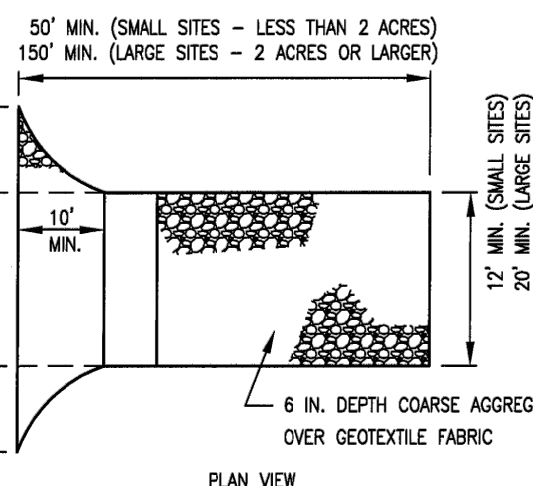 50' MIN. (SMALL SITES - LESS THAN 2 ACRES)
150' MIN. (LARGE SITES - 2 ACRES OR LARGER)
12' MIN. (SMALL SITES)
20' MIN. (LARGE SITES)
10'
MIN.
6 IN. DEPTH COARSE AGGREG
OVER GEOTEXTILE FABRIC
PLAN VIEW